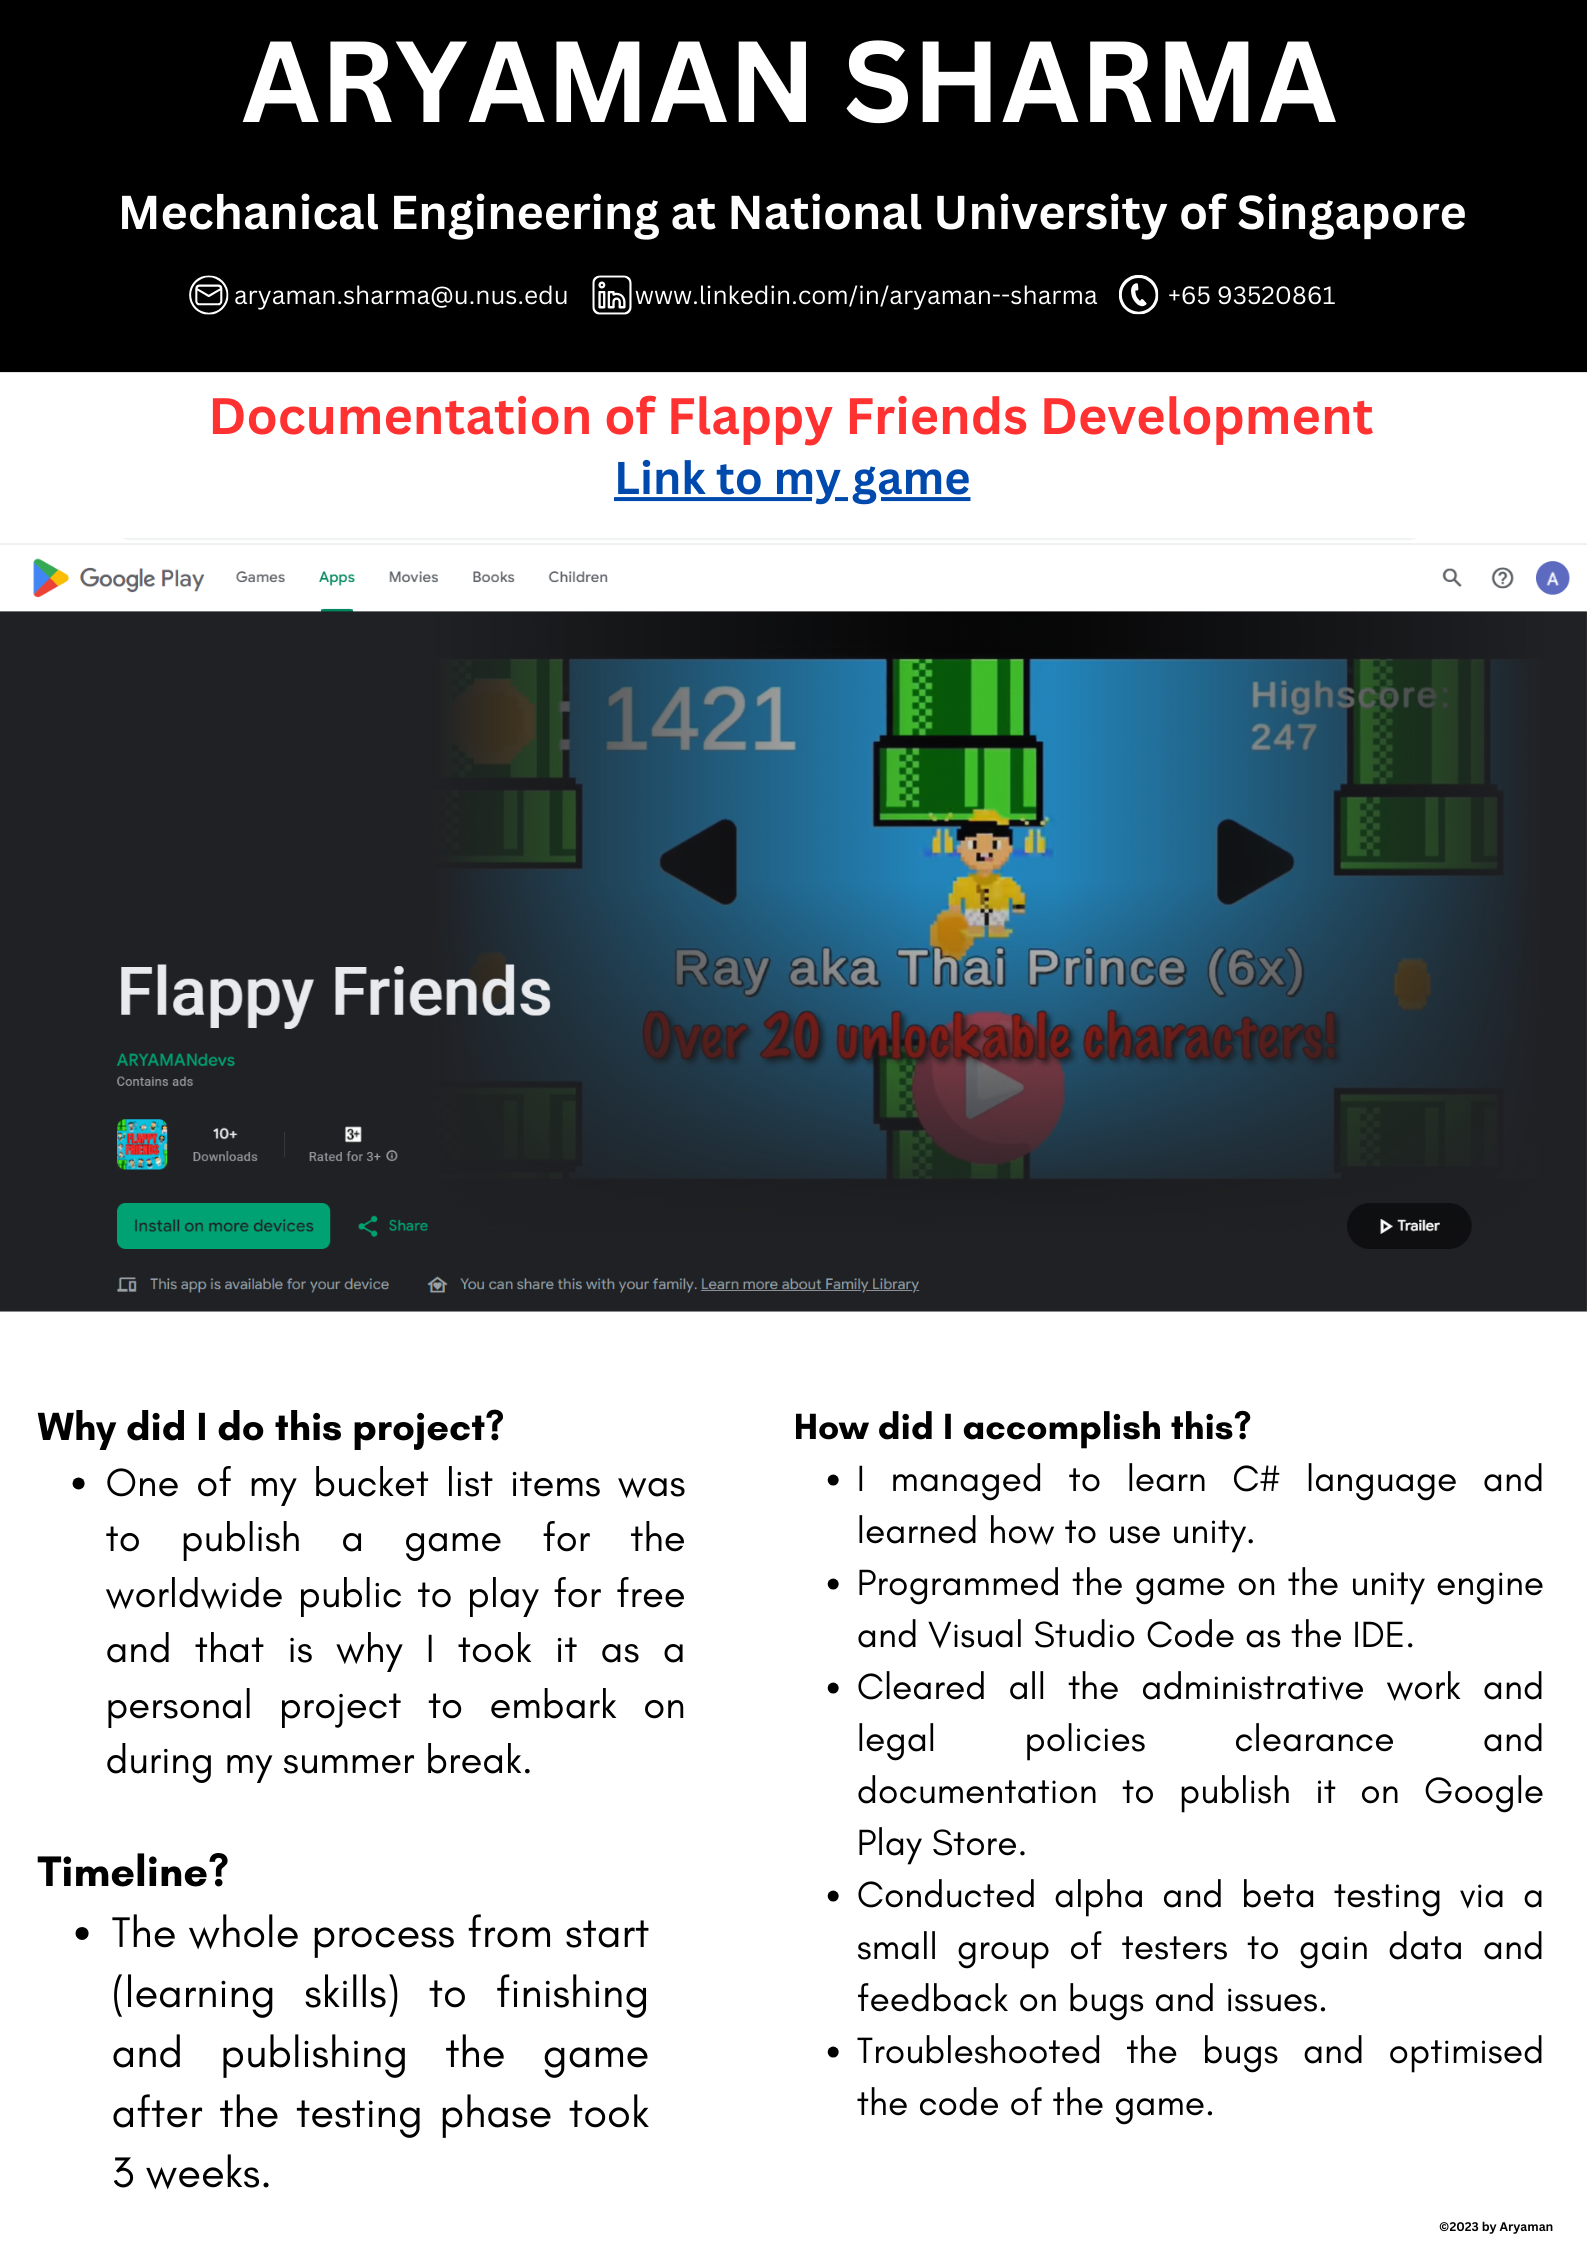 ARYAMAN SHARMA
Mechanical Engineering at National University of Singapore
aryaman.sharma@u.nus.edu www.linkedin.com/in/aryaman--sharma +65 93520861
Documentation of Flappy Friends Development
Link to my game
Google Play Games Apps Movies Books Children A
: 1421
Highscore:
247
Ray aka Thai Prince (6x)
Over 20 unlockable characters!
Flappy Friends
ARYAMANdevs
Contains ads
FLAPPY
FRIENDS
10+
Downloads
3+
Rated for 3+
Install on more devices
Share
Trailer
This app is available for your device
You can share this with your family. Learn more about Family Library
Why did I do this project?
• One of my bucket list items was
to publish a game for the
worldwide public to play for free
and that is why I took it as a
personal project to embark on
during my summer break.
Timeline?
• The whole process from start
(learning skills) to finishing
and publishing the game
after the testing phase took
3 weeks.
How did I accomplish this?
• I managed to learn C# language and
learned how to use unity.
• Programmed the game on the unity engine
and Visual Studio Code as the IDE.
• Cleared all the administrative work and
legal policies clearance and
documentation to publish it on Google
Play Store.
• Conducted alpha and beta testing via a
small group of testers to gain data and
feedback on bugs and issues.
• Troubleshooted the bugs and optimised
the code of the game.
©2023 by Aryaman